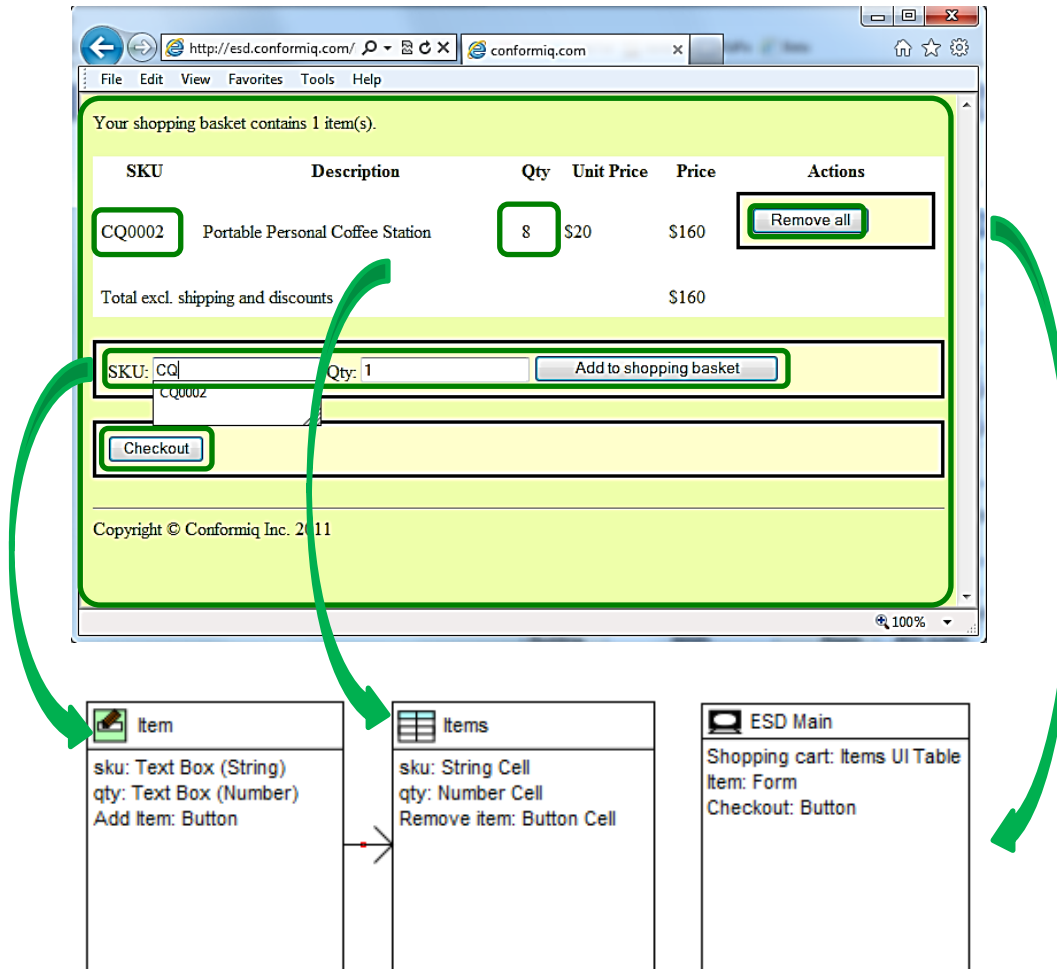 http://esd.conformiq.com/
conformiq.com
File Edit View Favorites Tools Help
Your shopping basket contains 1 item(s).
SKU Description Qty Unit Price Price Actions
CQ0002 Portable Personal Coffee Station 8 $20 $160 Remove all
Total excl. shipping and discounts $160
SKU: CQ Qty: 1 Add to shopping basket
CQ0002
Checkout
Copyright © Conformiq Inc. 2011
100%
Item
sku: Text Box (String)
qty: Text Box (Number)
Add Item: Button
Items
sku: String Cell
qty: Number Cell
Remove item: Button Cell
ESD Main
Shopping cart: Items UI Table
Item: Form
Checkout: Button